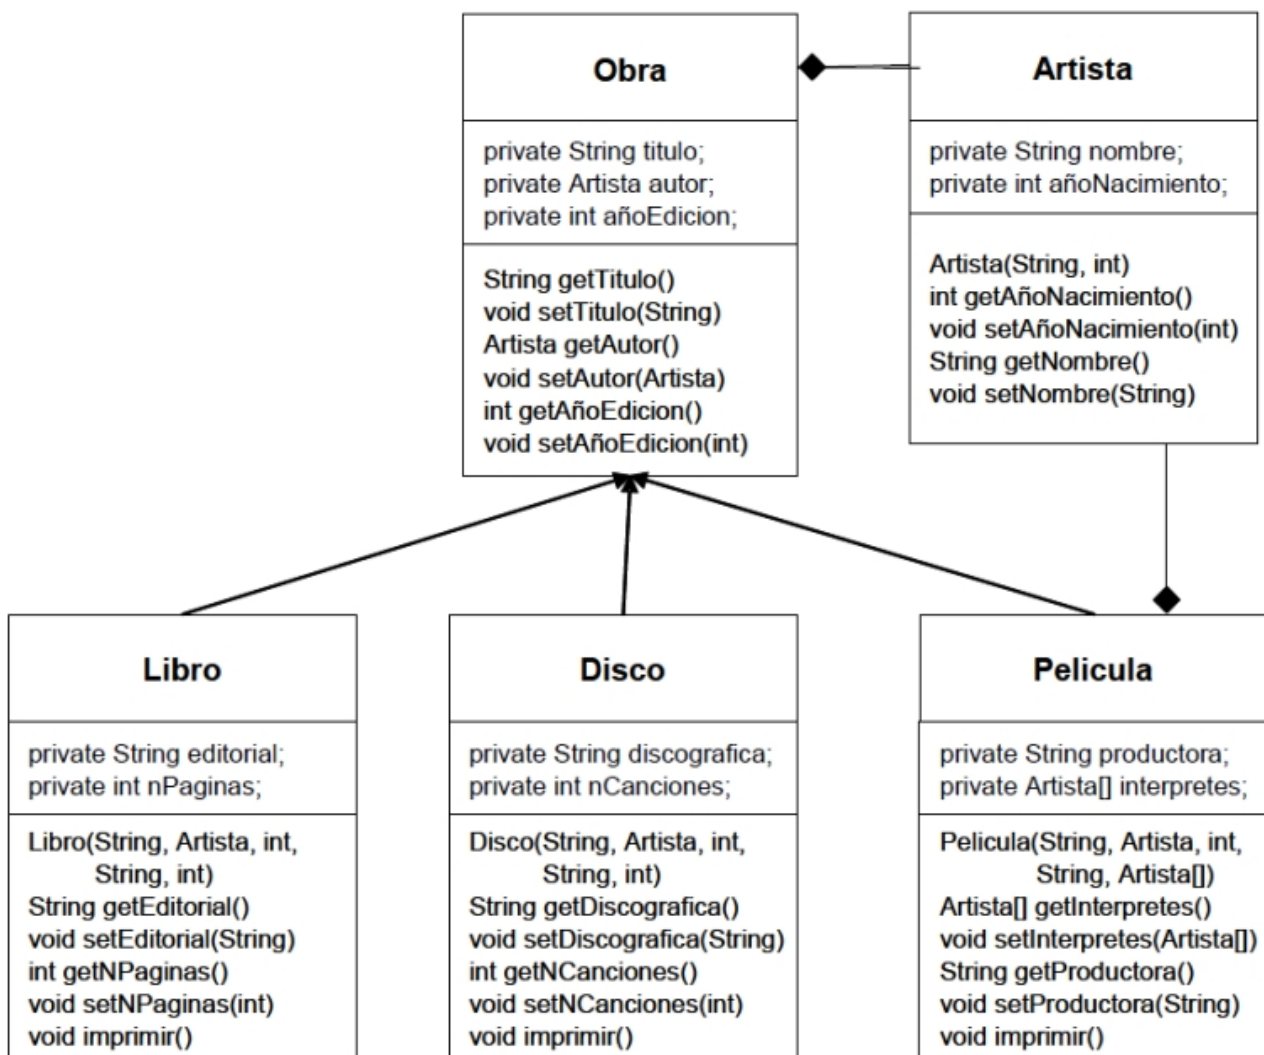 Obra
private String titulo;
private Artista autor;
private int añoEdicion;
String getTitulo()
void setTitulo(String)
Artista getAutor()
void setAutor(Artista)
int getAñoEdicion()
void setAñoEdicion(int)
Artista
private String nombre;
private int añoNacimiento;
Artista(String, int)
int getAñoNacimiento()
void setAñoNacimiento(int)
String getNombre()
void setNombre(String)
Libro
private String editorial;
private int nPaginas;
Libro(String, Artista, int,
String, int)
String getEditorial()
void setEditorial(String)
int getNPaginas()
void setNPaginas(int)
void imprimir()
Disco
private String discografica;
private int nCanciones;
Disco(String, Artista, int,
String, int)
String getDiscografica()
void setDiscografica(String)
int getNCanciones()
void setNCanciones(int)
void imprimir()
Pelicula
private String productora;
private Artista[] interpretes;
Pelicula(String, Artista, int,
String, Artista[])
Artista[] getInterpretes()
void setInterpretes(Artista[])
String getProductora()
void setProductora(String)
void imprimir()